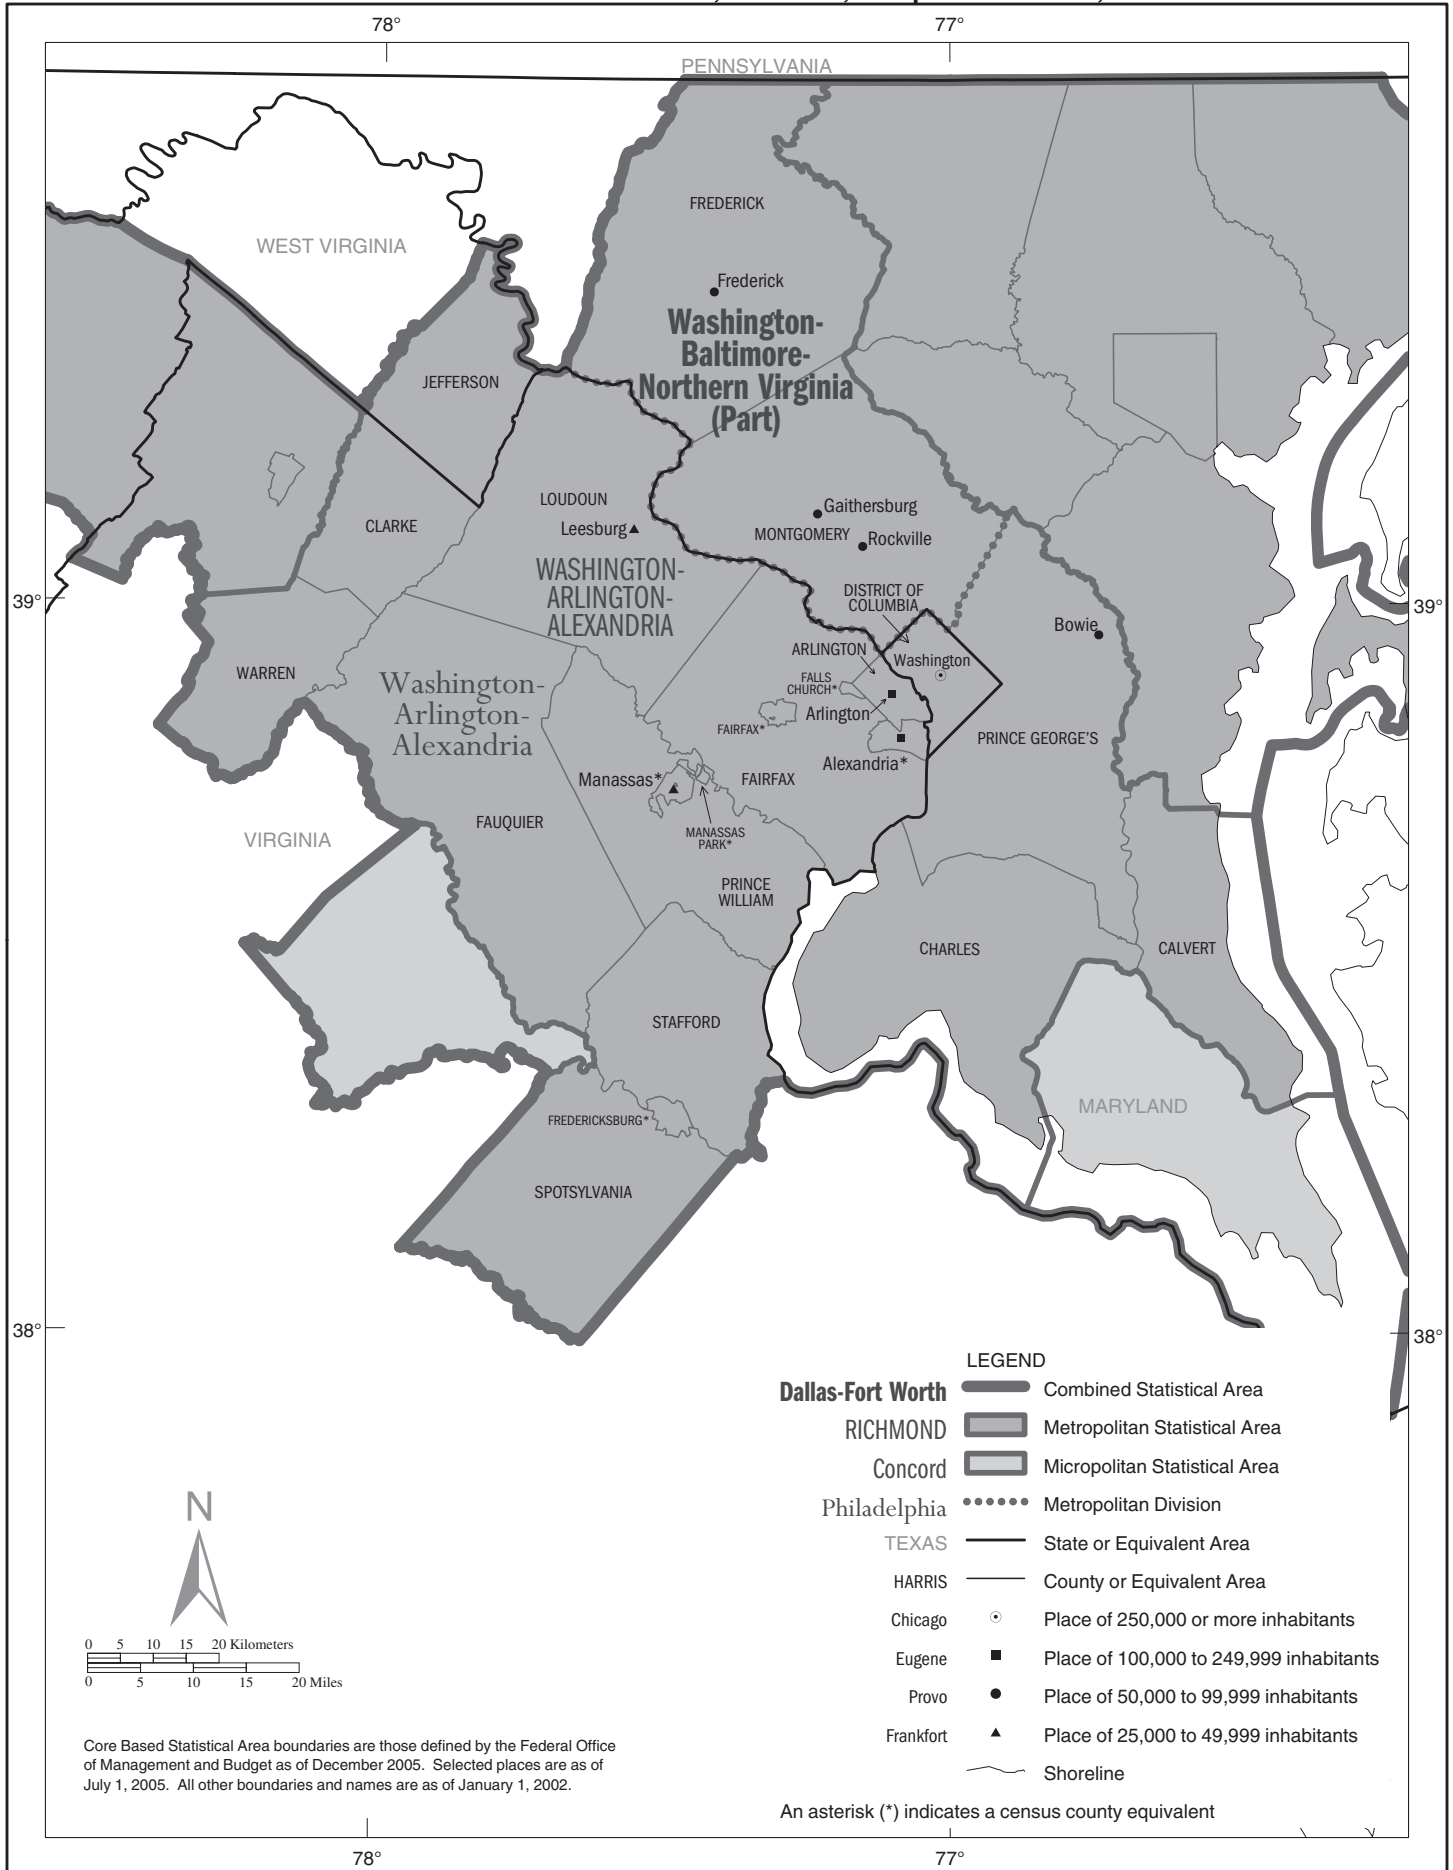 78°
77°
PENNSYLVANIA
FREDERICK
WEST VIRGINIA
Frederick
Washington-
Baltimore-
Northern Virginia
(Part)
JEFFERSON
LOUDOUN
Leesburg
CLARKE
Gaithersburg
MONTGOMERY
Rockville
WASHINGTON-
ARLINGTON-
ALEXANDRIA
DISTRICT OF
COLUMBIA
39°
39°
Bowie
ARLINGTON
Washington
WARREN
FALLS
CHURCH*
Washington-
Arlington-
Alexandria
Arlington
FAIRFAX*
PRINCE GEORGE'S
Alexandria*
Manassas*
FAIRFAX
FAUQUIER
MANASSAS
PARK*
VIRGINIA
PRINCE
WILLIAM
CHARLES
CALVERT
STAFFORD
MARYLAND
FREDERICKSBURG*
SPOTSYLVANIA
38°
38°
LEGEND
Dallas-Fort Worth Combined Statistical Area
RICHMOND Metropolitan Statistical Area
Concord Micropolitan Statistical Area
Philadelphia Metropolitan Division
TEXAS State or Equivalent Area
HARRIS County or Equivalent Area
Chicago Place of 250,000 or more inhabitants
Eugene Place of 100,000 to 249,999 inhabitants
Provo Place of 50,000 to 99,999 inhabitants
Frankfort Place of 25,000 to 49,999 inhabitants
Shoreline
An asterisk (*) indicates a census county equivalent
N
0 5 10 15 20 Kilometers
0 5 10 15 20 Miles
Core Based Statistical Area boundaries are those defined by the Federal Office
of Management and Budget as of December 2005. Selected places are as of
July 1, 2005. All other boundaries and names are as of January 1, 2002.
78°
77°